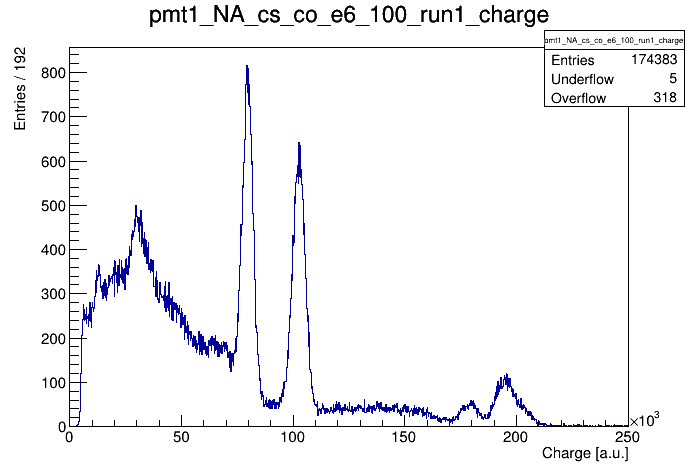 pmt1_NA_cs_co_e6_100_run1_charge
pmt1_NA_cs_co_e6_100_run1_charge
Entries 174383
Underflow 5
Overflow 318
Entries / 192
800
700
600
500
400
300
200
100
0
0 50 100 150 200 250
×10³
Charge [a.u.]